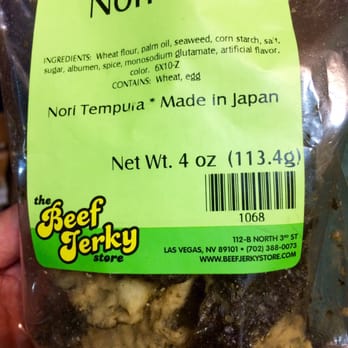 Nori
INGREDIENTS: Wheat flour, palm oil, seaweed, corn starch, salt,
sugar, albumen, spice, monosodium glutamate, artificial flavor,
color. 6X10-Z
CONTAINS: Wheat, egg
Nori Tempura * Made in Japan
Net Wt. 4 oz (113.4g)
1068
the
Beef
Jerky
store
112-B NORTH 3RD ST
LAS VEGAS, NV 89101 • (702) 388-0073
WWW.BEEFJERKYSTORE.COM